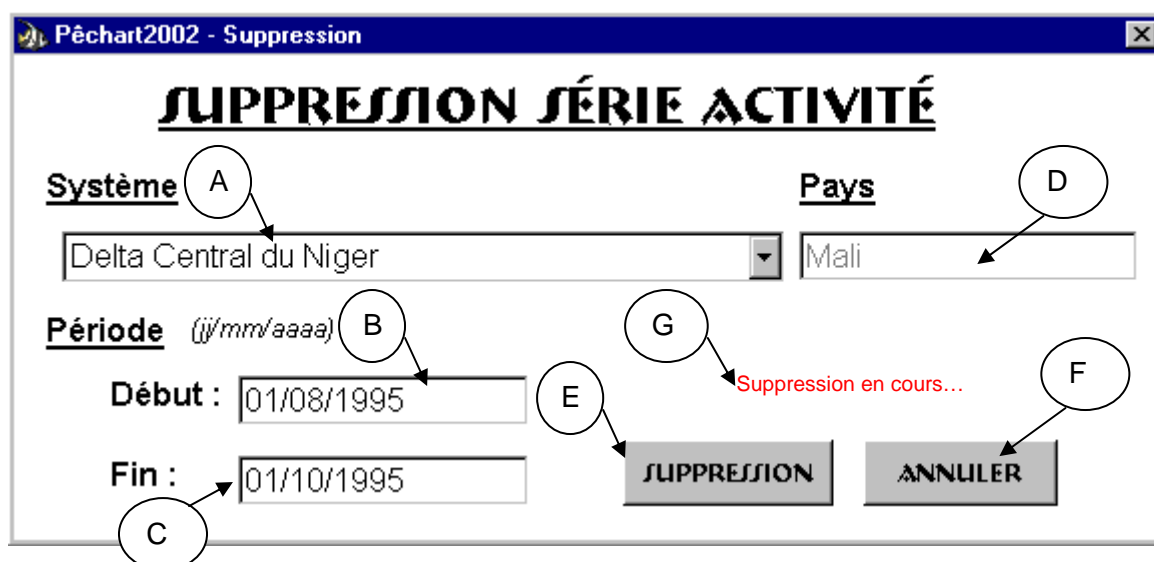 Pêchart2002 - Suppression
SUPPRESSION SÉRIE ACTIVITÉ
Système A Pays D
Delta Central du Niger Mali
Période (jj/mm/aaaa) B G
Début : 01/08/1995 E Suppression en cours… F
Fin : 01/10/1995 SUPPRESSION ANNULER
C